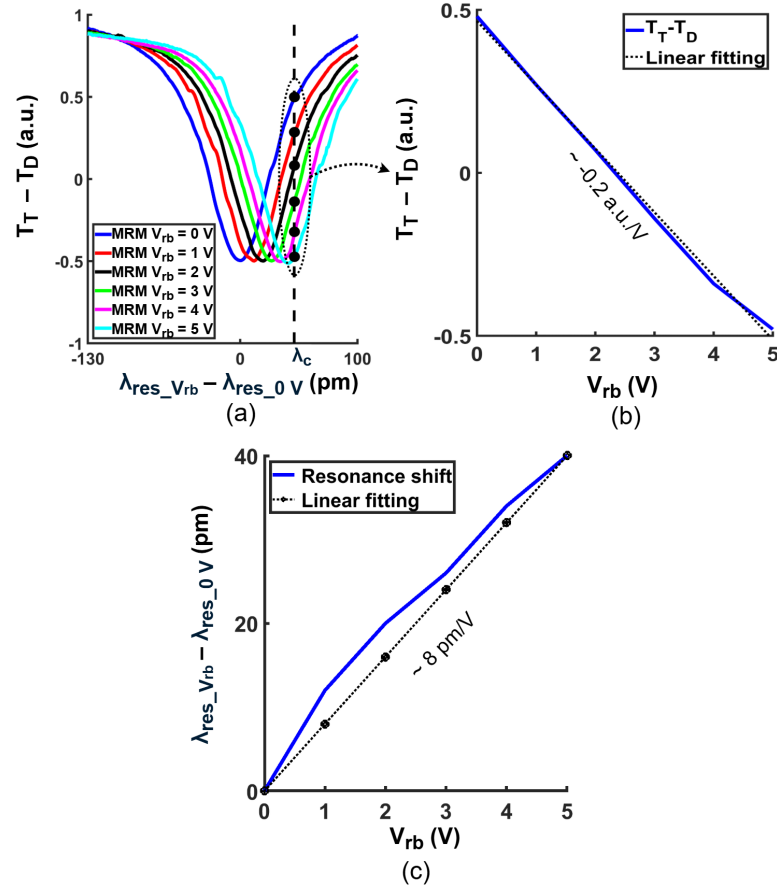 T_T – T_D (a.u.)
1
0.5
0
-0.5
-1
MRM V_rb = 0 V
MRM V_rb = 1 V
MRM V_rb = 2 V
MRM V_rb = 3 V
MRM V_rb = 4 V
MRM V_rb = 5 V
-130 0 λ_c 100
λ_res_Vrb – λ_res_0 V (pm)
(a)
T_T – T_D (a.u.)
0.5
0
-0.5
T_T-T_D
Linear fitting
~ -0.2 a.u./V
0 1 2 3 4 5
V_rb (V)
(b)
λ_res_Vrb – λ_res_0 V (pm)
40
20
0
Resonance shift
Linear fitting
~ 8 pm/V
0 1 2 3 4 5
V_rb (V)
(c)